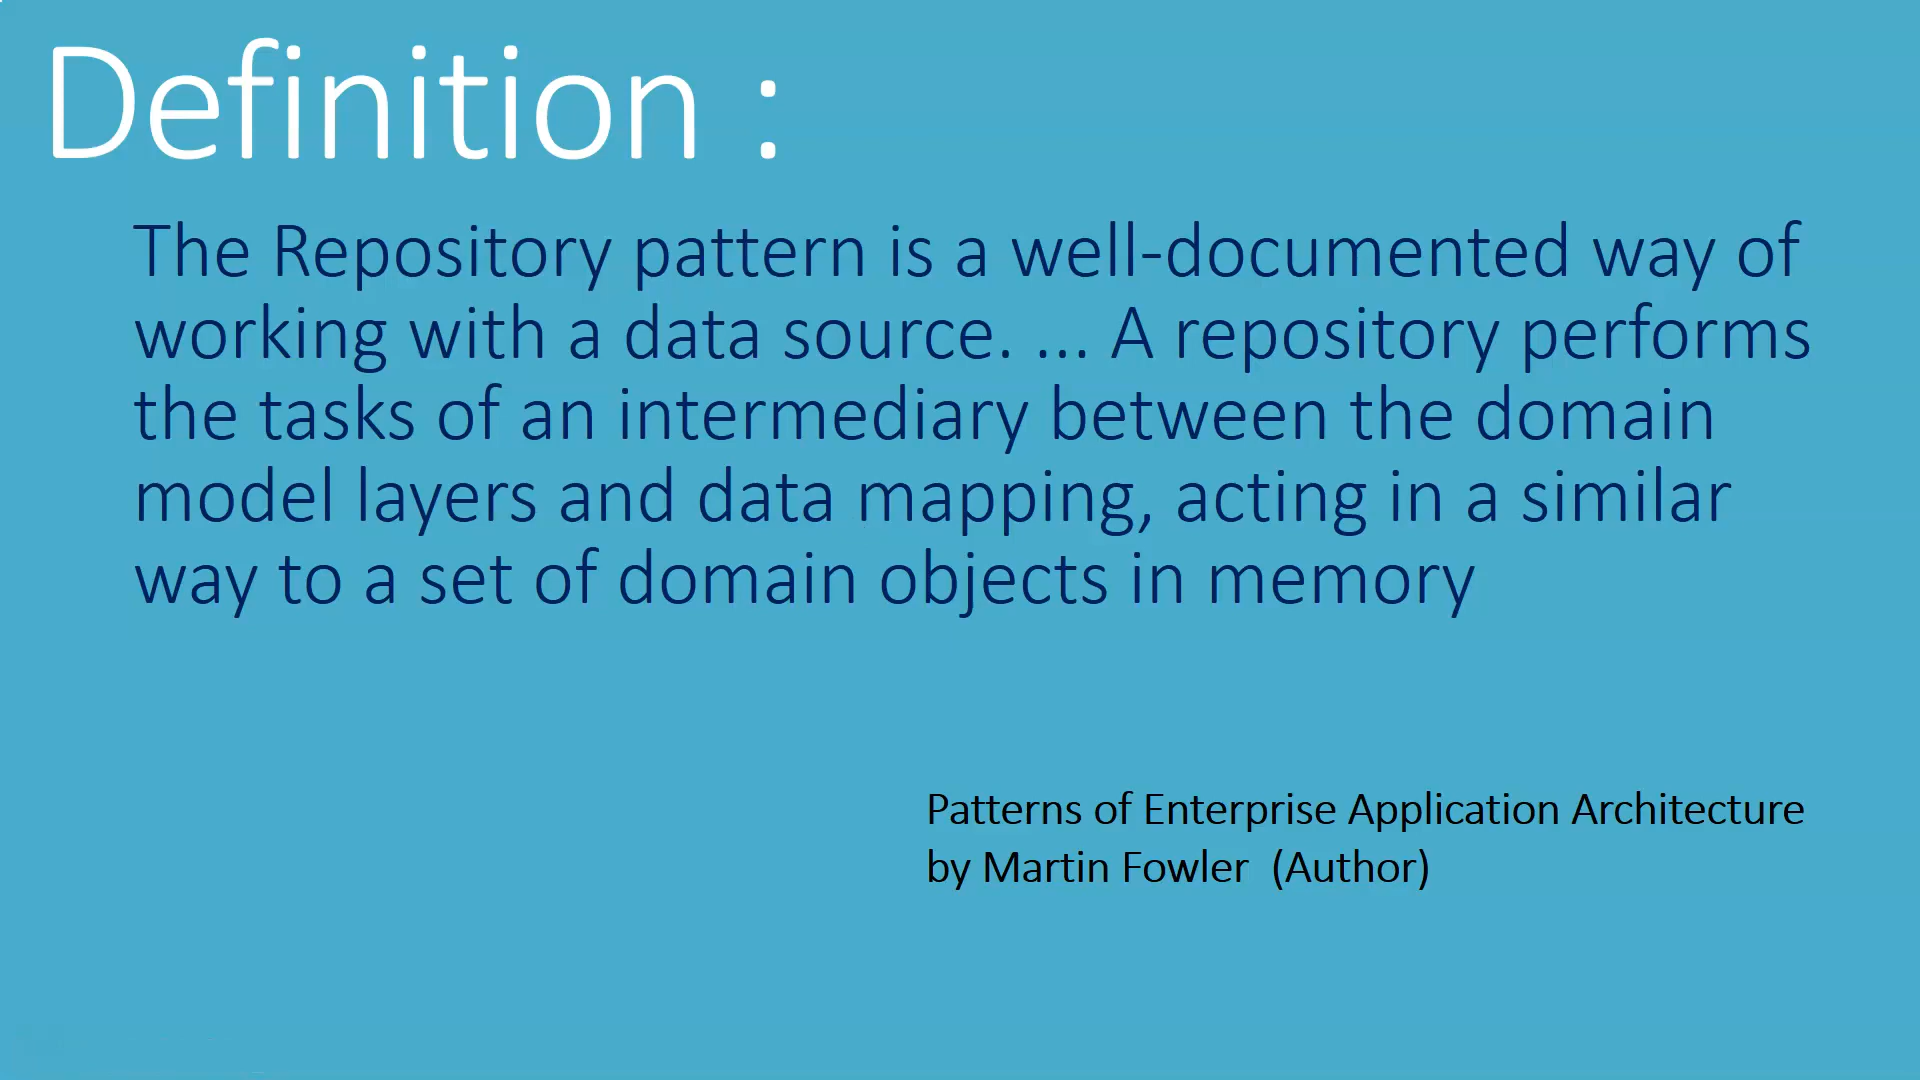 Definition :
The Repository pattern is a well-documented way of
working with a data source. ... A repository performs
the tasks of an intermediary between the domain
model layers and data mapping, acting in a similar
way to a set of domain objects in memory
Patterns of Enterprise Application Architecture
by Martin Fowler  (Author)